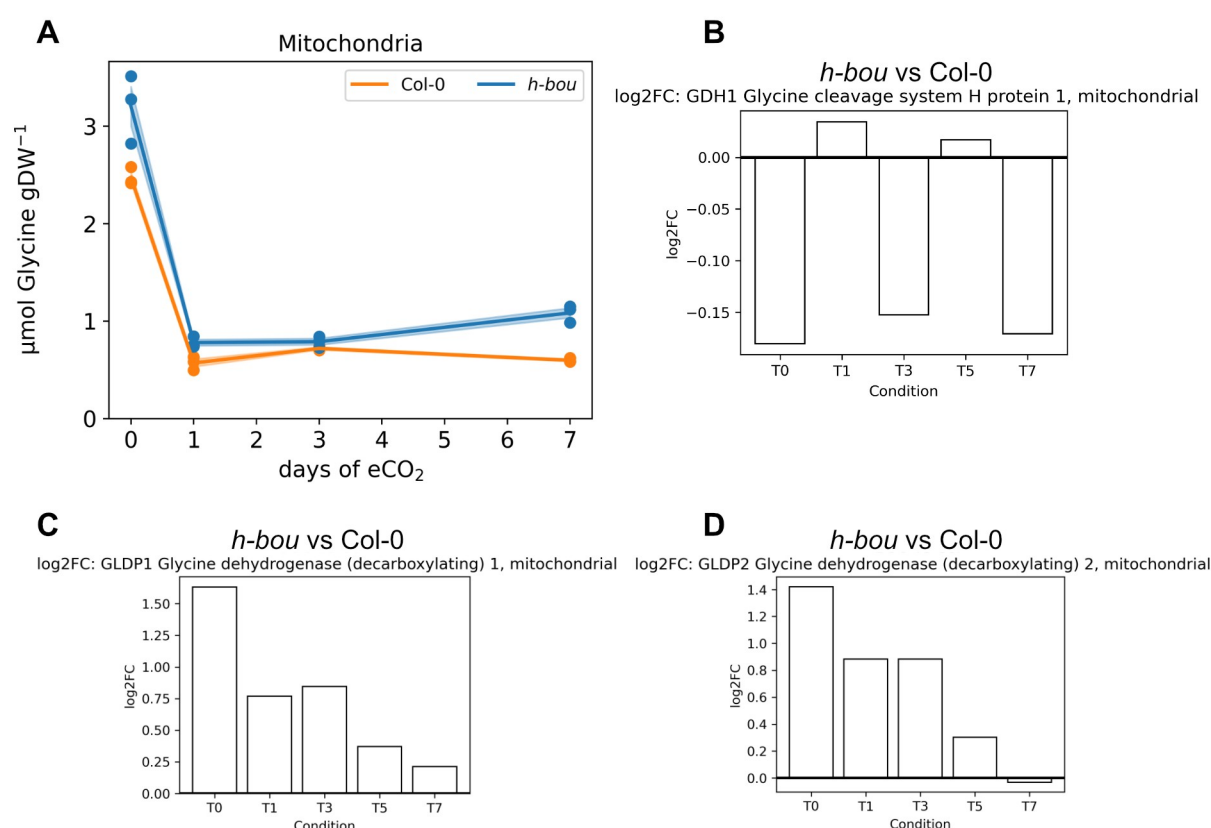 A
Mitochondria
Col-0
h-bou
µmol Glycine gDW⁻¹
3
2
1
0
0 1 2 3 4 5 6 7
days of eCO₂
B
h-bou vs Col-0
log2FC: GDH1 Glycine cleavage system H protein 1, mitochondrial
log2FC
0.00
−0.05
−0.10
−0.15
T0 T1 T3 T5 T7
Condition
C
h-bou vs Col-0
log2FC: GLDP1 Glycine dehydrogenase (decarboxylating) 1, mitochondrial
log2FC
1.50
1.25
1.00
0.75
0.50
0.25
0.00
T0 T1 T3 T5 T7
Condition
D
h-bou vs Col-0
log2FC: GLDP2 Glycine dehydrogenase (decarboxylating) 2, mitochondrial
log2FC
1.4
1.2
1.0
0.8
0.6
0.4
0.2
0.0
T0 T1 T3 T5 T7
Condition